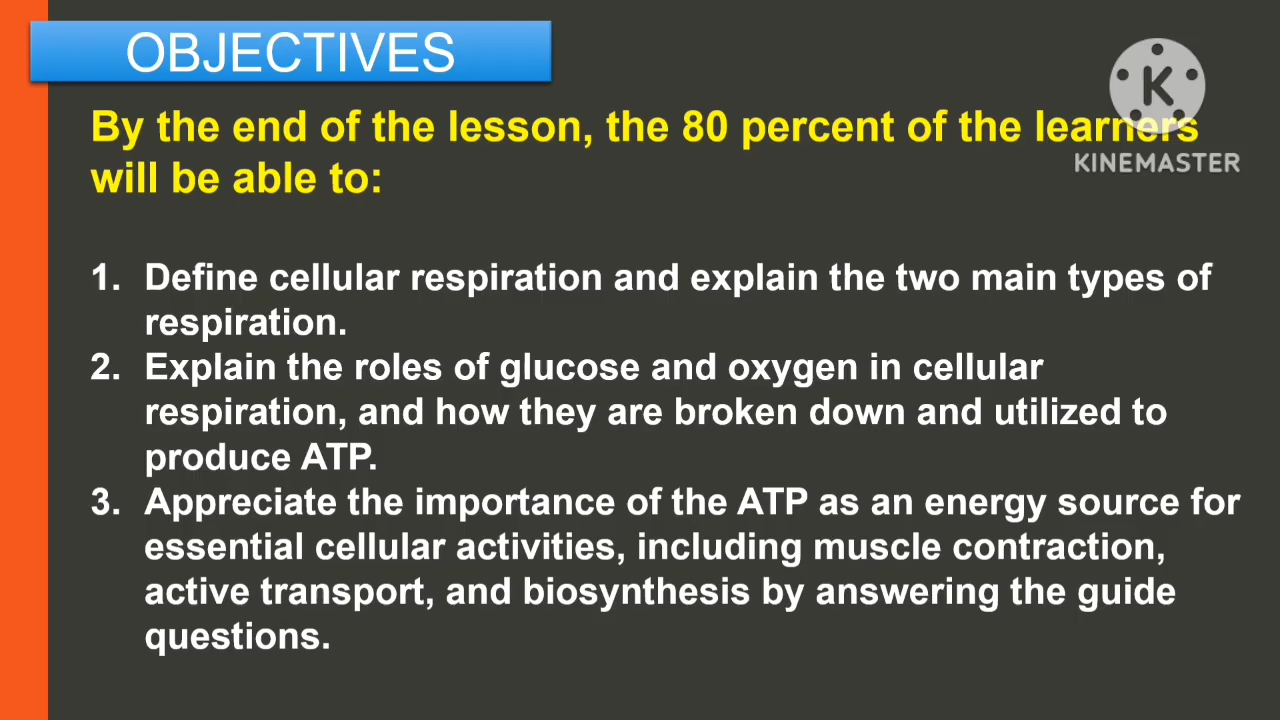 OBJECTIVES
By the end of the lesson, the 80 percent of the learners
will be able to:
K
KINEMASTER
1. Define cellular respiration and explain the two main types of
respiration.
2. Explain the roles of glucose and oxygen in cellular
respiration, and how they are broken down and utilized to
produce ATP.
3. Appreciate the importance of the ATP as an energy source for
essential cellular activities, including muscle contraction,
active transport, and biosynthesis by answering the guide
questions.